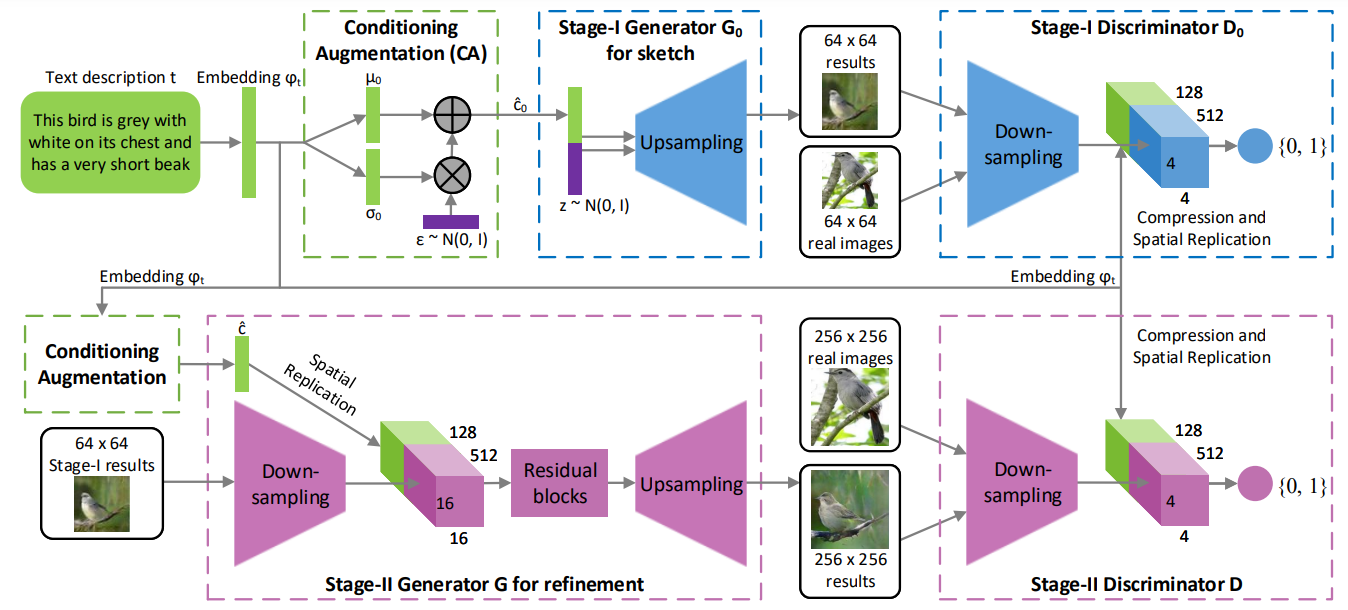 Text description t
This bird is grey with
white on its chest and
has a very short beak
Embedding φt
Conditioning
Augmentation (CA)
μ0
σ0
ε ~ N(0, I)
ĉ0
Stage-I Generator G0
for sketch
z ~ N(0, I)
Upsampling
64 x 64
results
64 x 64
real images
Stage-I Discriminator D0
Down-
sampling
128
512
4
4
{0, 1}
Compression and
Spatial Replication
Embedding φt
Embedding φt
Conditioning
Augmentation
64 x 64
Stage-I results
ĉ
Spatial
Replication
Down-
sampling
128
512
16
16
Residual
blocks
Upsampling
Stage-II Generator G for refinement
256 x 256
real images
256 x 256
results
Compression and
Spatial Replication
Down-
sampling
128
512
4
4
{0, 1}
Stage-II Discriminator D